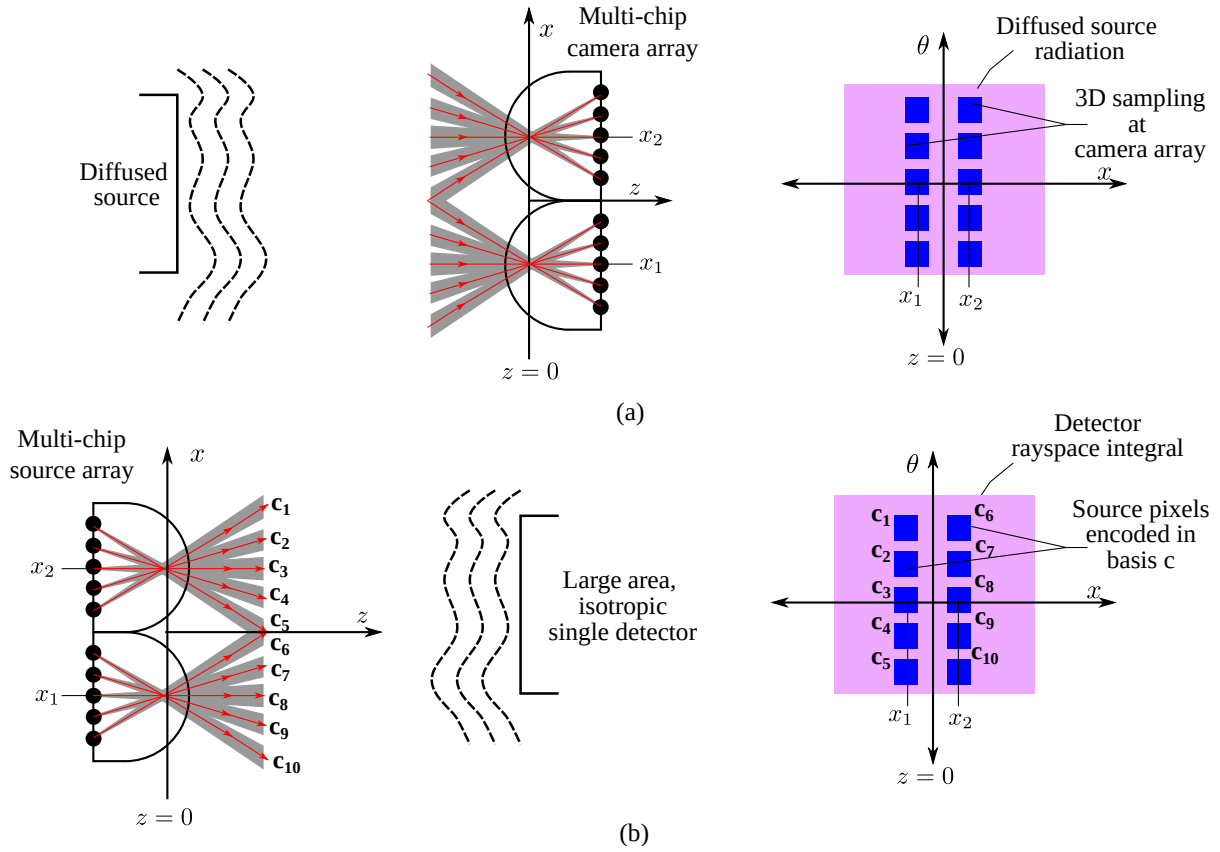 Diffused
source
Multi-chip
camera array
x
x₂
z
x₁
z = 0
Diffused source
radiation
θ
3D sampling
at
camera array
x
x₁
x₂
z = 0
(a)
Multi-chip
source array
x
x₂
x₁
z
z = 0
c₁
c₂
c₃
c₄
c₅
c₆
c₇
c₈
c₉
c₁₀
Large area,
isotropic
single detector
Detector
rayspace integral
θ
Source pixels
encoded in
basis c
c₁
c₂
c₃
c₄
c₅
c₆
c₇
c₈
c₉
c₁₀
x
x₁
x₂
z = 0
(b)